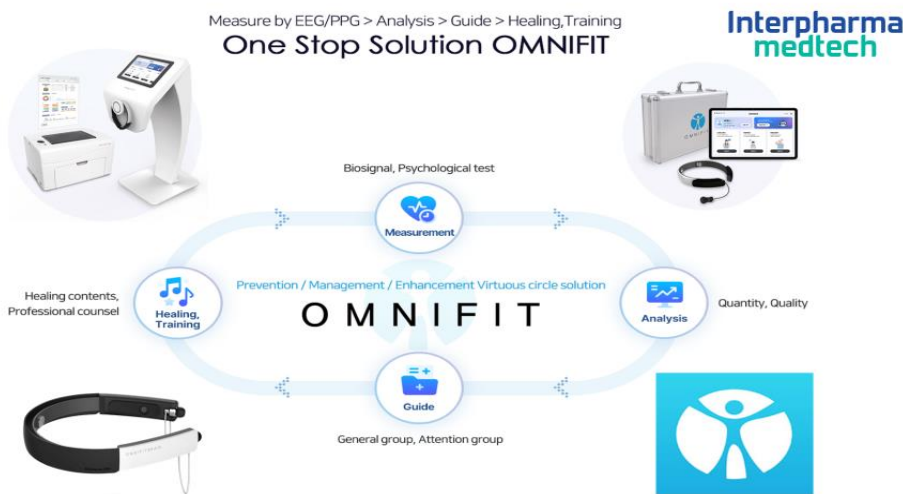 Measure by EEG/PPG > Analysis > Guide > Healing,Training
One Stop Solution OMNIFIT
Interpharma
medtech
OMNIFIT
Biosignal, Psychological test
Measurement
Healing contents,
Professional counsel
Healing,
Training
Prevention / Management / Enhancement Virtuous circle solution
OMNIFIT
Analysis
Quantity, Quality
Guide
General group, Attention group